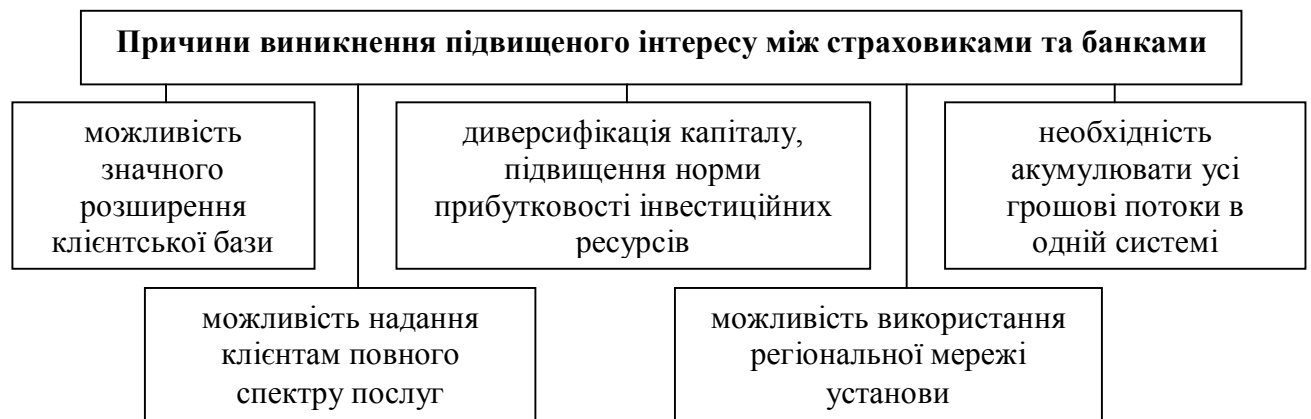 Причини виникнення підвищеного інтересу між страховиками та банками
можливість
значного
розширення
клієнтської бази
диверсифікація капіталу,
підвищення норми
прибутковості інвестиційних
ресурсів
необхідність
акумулювати усі
грошові потоки в
одній системі
можливість надання
клієнтам повного
спектру послуг
можливість використання
регіональної мережі
установи